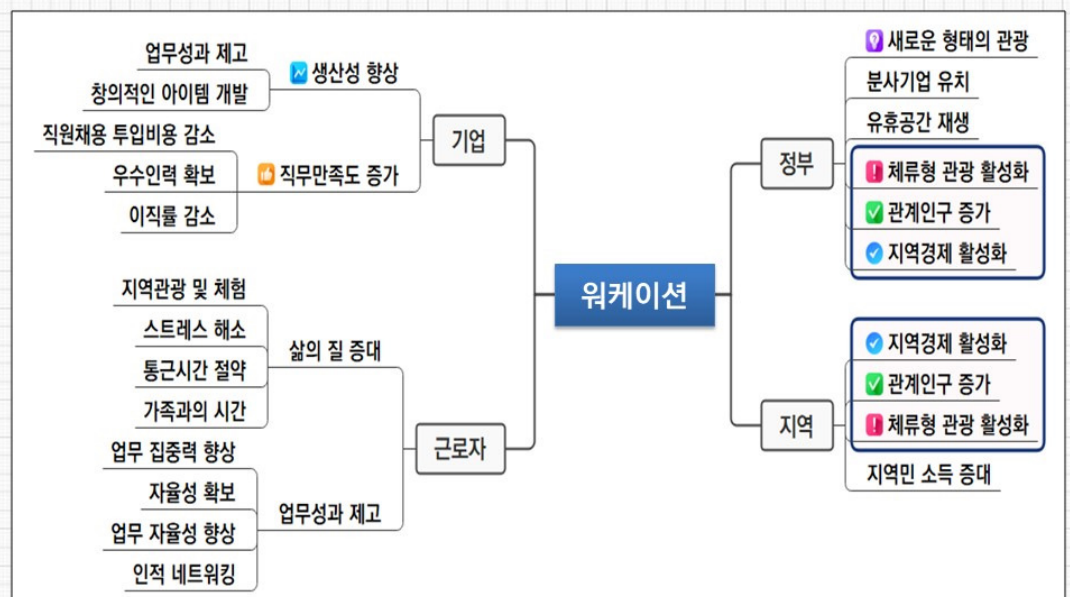 워케이션
기업
생산성 향상
업무성과 제고
창의적인 아이템 개발
직무만족도 증가
직원채용 투입비용 감소
우수인력 확보
이직률 감소
근로자
삶의 질 증대
지역관광 및 체험
스트레스 해소
통근시간 절약
가족과의 시간
업무성과 제고
업무 집중력 향상
자율성 확보
업무 자율성 향상
인적 네트워킹
정부
새로운 형태의 관광
분사기업 유치
유휴공간 재생
체류형 관광 활성화
관계인구 증가
지역경제 활성화
지역
지역경제 활성화
관계인구 증가
체류형 관광 활성화
지역민 소득 증대